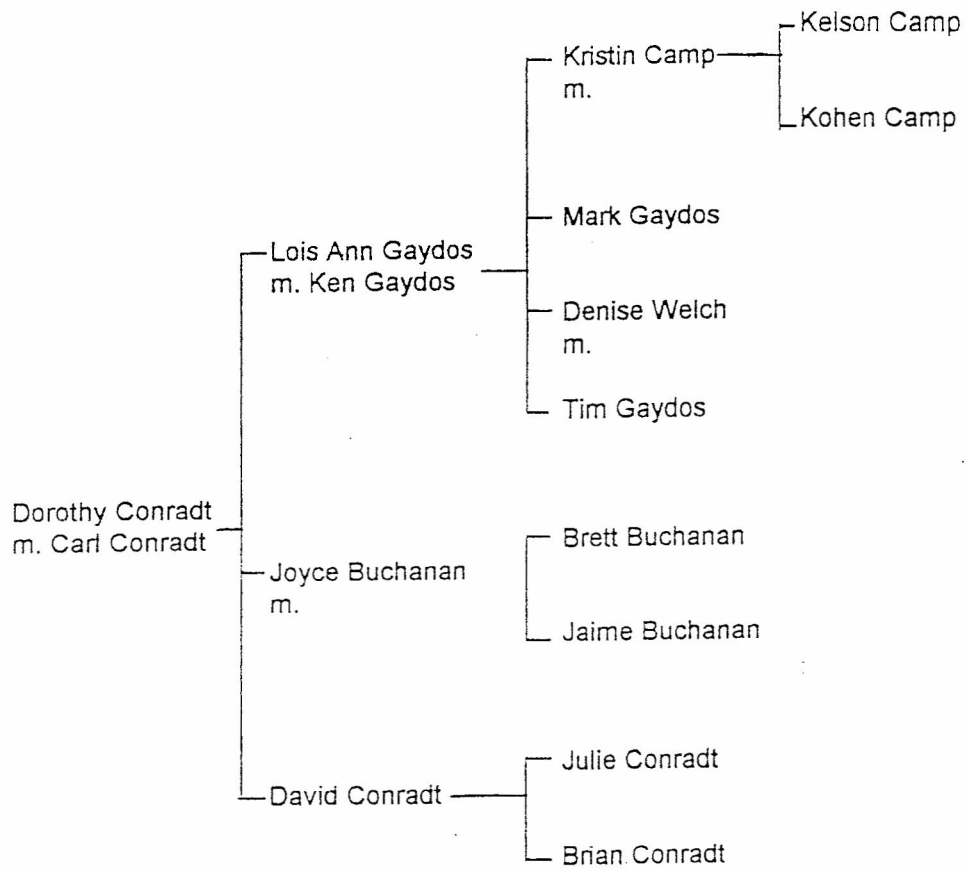 Kelson Camp
Kristin Camp
m.
Kohen Camp
Mark Gaydos
Lois Ann Gaydos
m. Ken Gaydos
Denise Welch
m.
Tim Gaydos
Dorothy Conradt
m. Carl Conradt
Brett Buchanan
Joyce Buchanan
m.
Jaime Buchanan
Julie Conradt
David Conradt
Brian Conradt